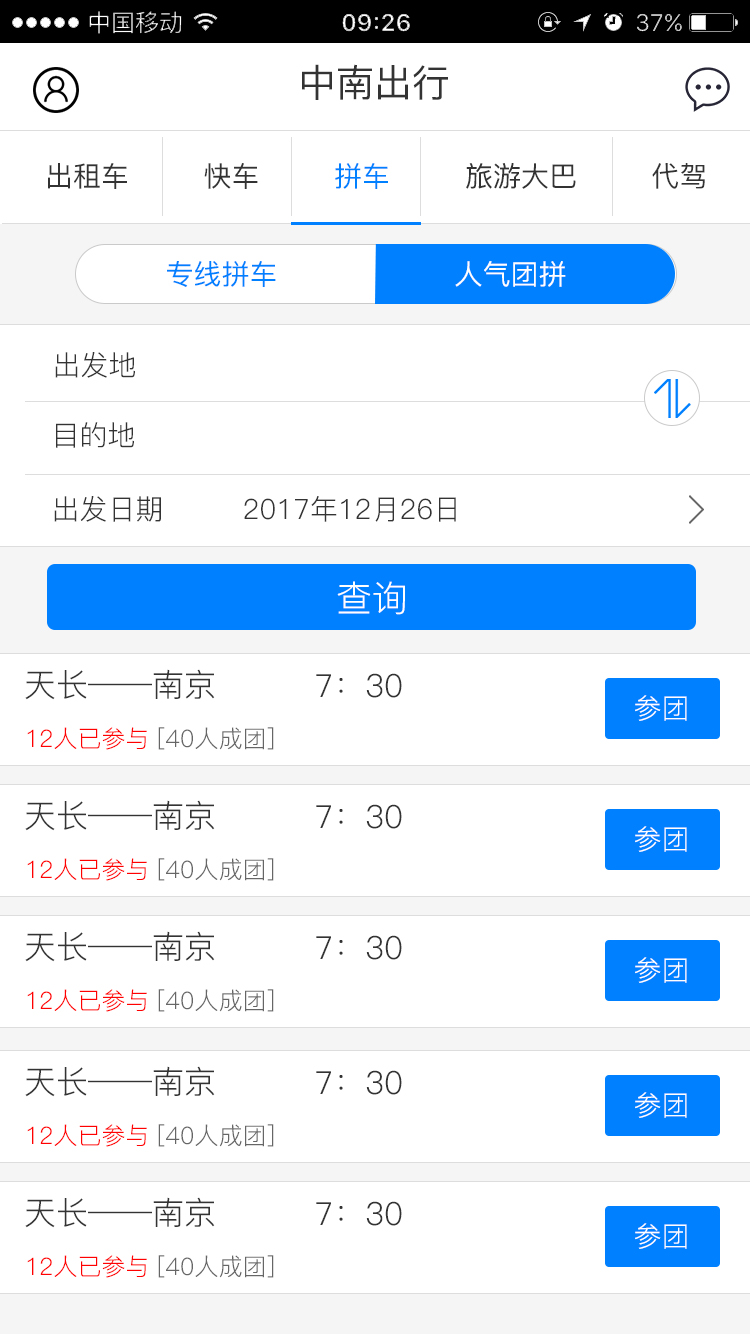 中国移动 09:26 37%
中南出行
出租车 快车 拼车 旅游大巴 代驾
专线拼车 人气团拼
出发地
目的地
出发日期 2017年12月26日
查询
天长——南京 7：30
12人已参与 [40人成团] 参团
天长——南京 7：30
12人已参与 [40人成团] 参团
天长——南京 7：30
12人已参与 [40人成团] 参团
天长——南京 7：30
12人已参与 [40人成团] 参团
天长——南京 7：30
12人已参与 [40人成团] 参团